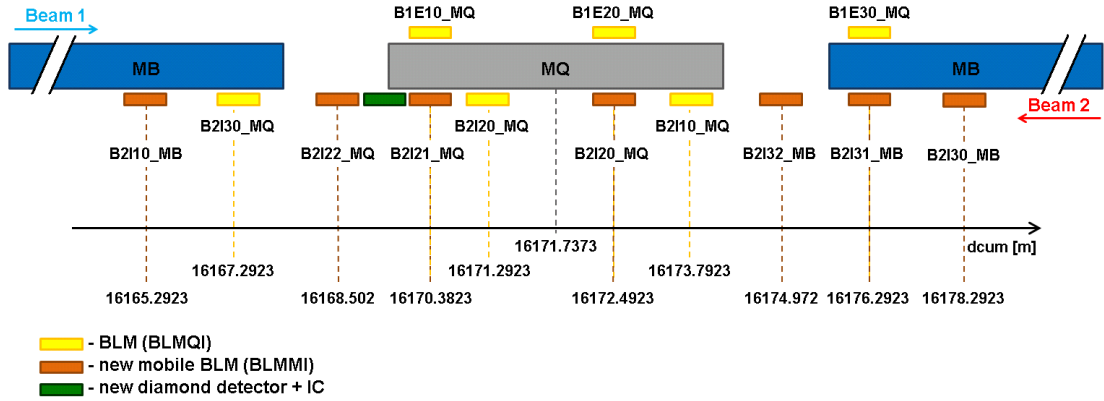 Beam 1
B1E10_MQ
B1E20_MQ
B1E30_MQ
MB
MQ
MB
Beam 2
B2I30_MQ
B2I20_MQ
B2I10_MQ
B2I10_MB
B2I22_MQ
B2I21_MQ
B2I20_MQ
B2I32_MB
B2I31_MB
B2I30_MB
16171.7373
dcum [m]
16167.2923
16171.2923
16173.7923
16165.2923
16168.502
16170.3823
16172.4923
16174.972
16176.2923
16178.2923
- BLM (BLMQI)
- new mobile BLM (BLMMI)
- new diamond detector + IC